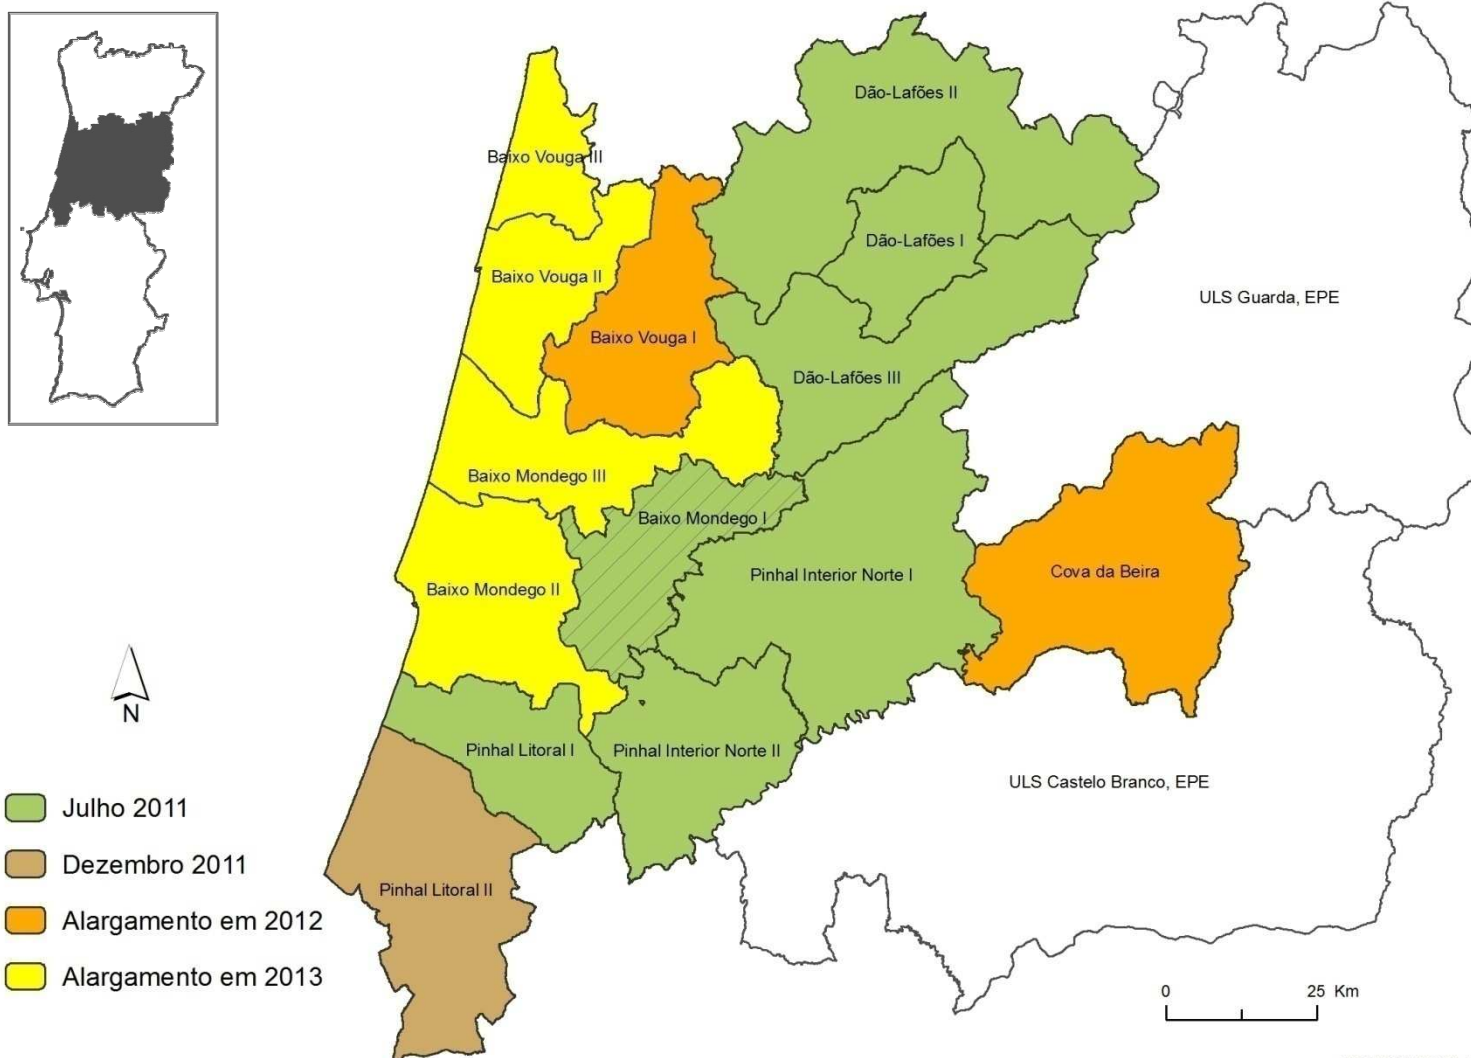 Dão-Lafões II
Baixo Vouga III
Dão-Lafões I
Baixo Vouga II
ULS Guarda, EPE
Baixo Vouga I
Dão-Lafões III
Baixo Mondego III
Baixo Mondego I
Cova da Beira
Pinhal Interior Norte I
Baixo Mondego II
N
Pinhal Litoral I
Pinhal Interior Norte II
ULS Castelo Branco, EPE
Julho 2011
Dezembro 2011
Pinhal Litoral II
Alargamento em 2012
Alargamento em 2013
0 25 Km